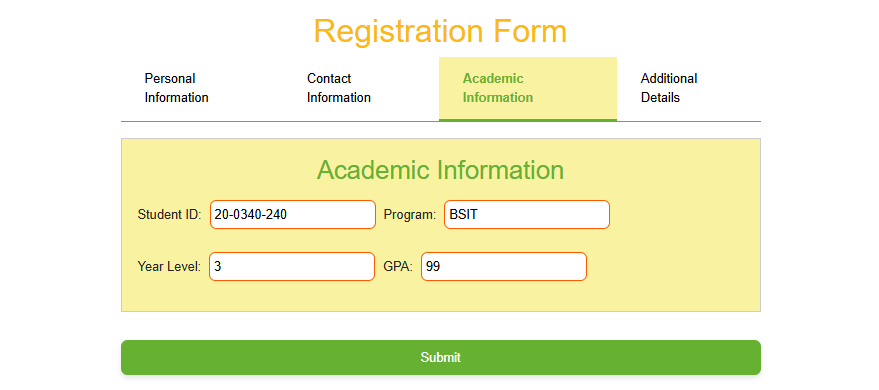 Registration Form
Personal Information
Contact Information
Academic Information
Additional Details
Academic Information
Student ID: 20-0340-240 Program: BSIT
Year Level: 3 GPA: 99
Submit